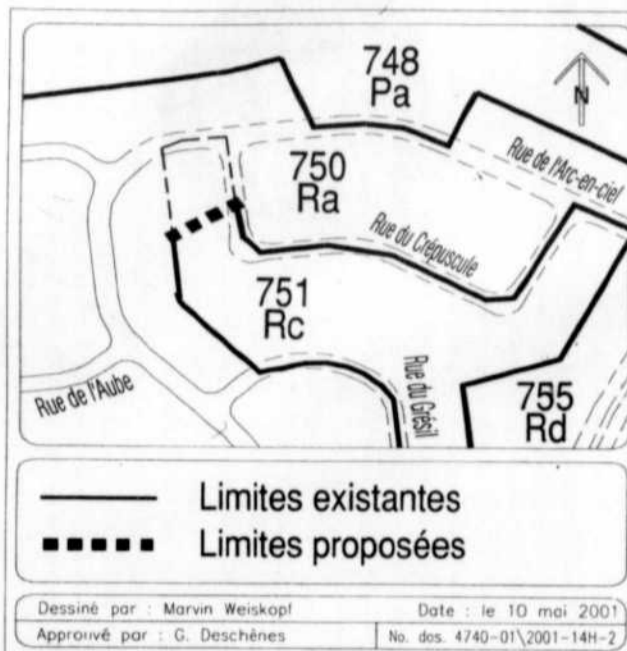 748
Pa
N
Rue de l'Arc-en-ciel
750
Ra
Rue du Crépuscule
751
Rc
Rue de l'Aube
Rue du Grésil
755
Rd
Limites existantes
Limites proposées
Dessiné par : Marvin Weiskopf
Date : le 10 mai 2001
Approuvé par : G. Deschênes
No. dos. 4740-01\2001-14H-2